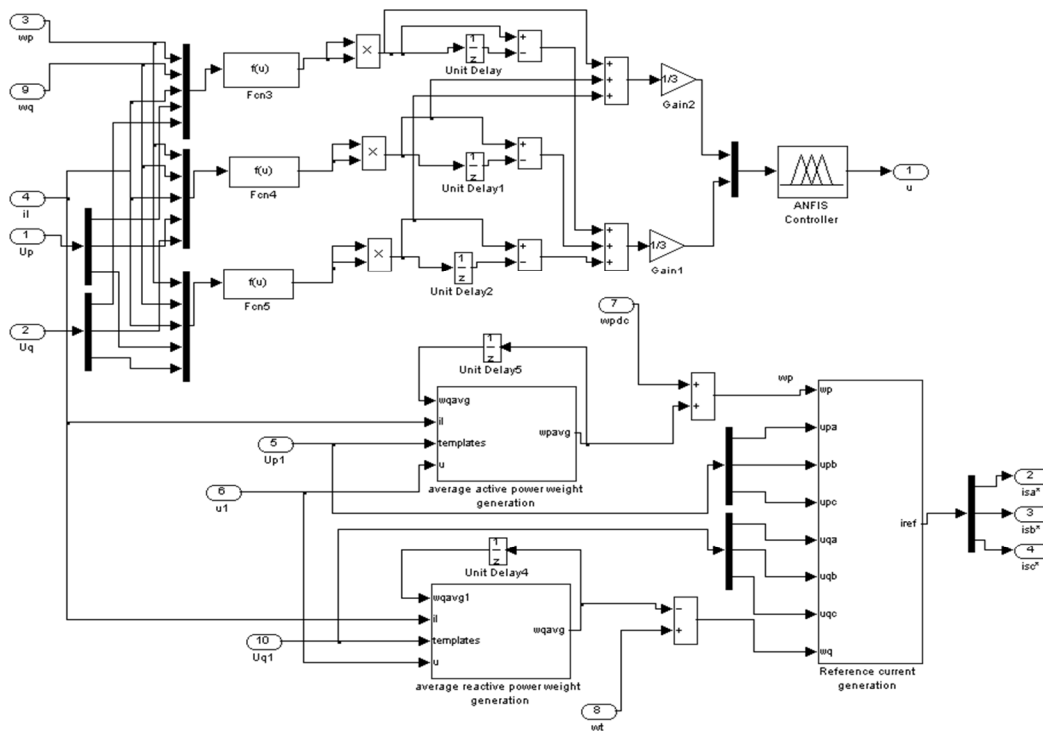 3
wp
9
wq
4
il
1
Up
2
Uq
f(u)
Fcn3
×
1
z
Unit Delay
+
−
+
+
+
1/3
Gain2
f(u)
Fcn4
×
1
z
Unit Delay1
+
−
ANFIS
Controller
1
u
f(u)
Fcn5
×
1
z
Unit Delay2
+
−
+
+
+
1/3
Gain1
7
wpdc
1
z
Unit Delay5
wqavg
il
templates
u
wpavg
average active power weight
generation
+
+
wp
5
Up1
6
u1
wp
upa
upb
upc
uqa
uqb
uqc
wq
iref
Reference current
generation
2
isa*
3
isb*
4
isc*
1
z
Unit Delay4
wqavg1
il
templates
u
wqavg
average reactive power weight
generation
10
Uq1
−
+
8
wt